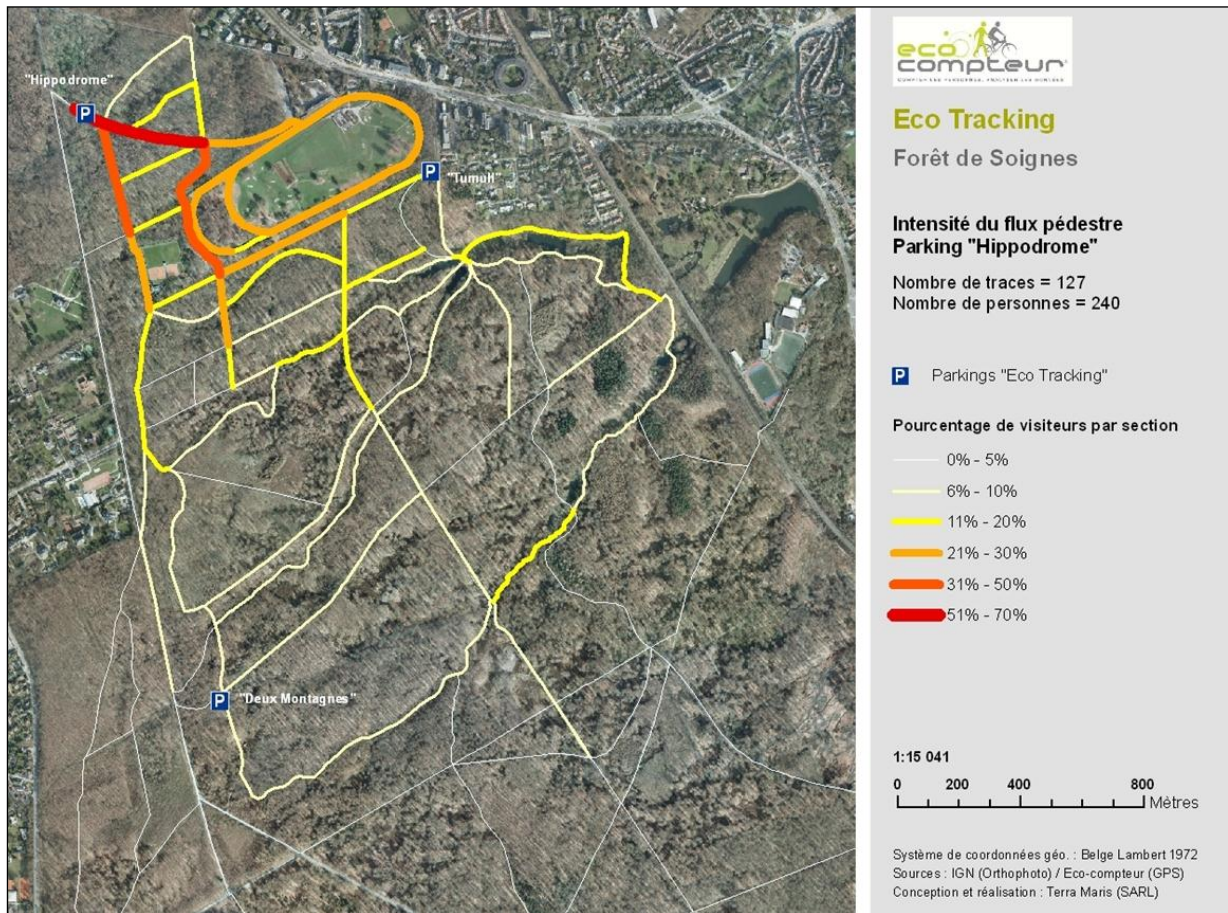 "Hippodrome"
P
P
"Tumuli"
P
"Deux Montagnes"
eco
compteur
Eco Tracking
Forêt de Soignes
Intensité du flux pédestre
Parking "Hippodrome"
Nombre de traces = 127
Nombre de personnes = 240
P Parkings "Eco Tracking"
Pourcentage de visiteurs par section
0% - 5%
6% - 10%
11% - 20%
21% - 30%
31% - 50%
51% - 70%
1:15 041
0 200 400 800
Mètres
Système de coordonnées géo. : Belge Lambert 1972
Sources : IGN (Orthophoto) / Eco-compteur (GPS)
Conception et réalisation : Terra Maris (SARL)